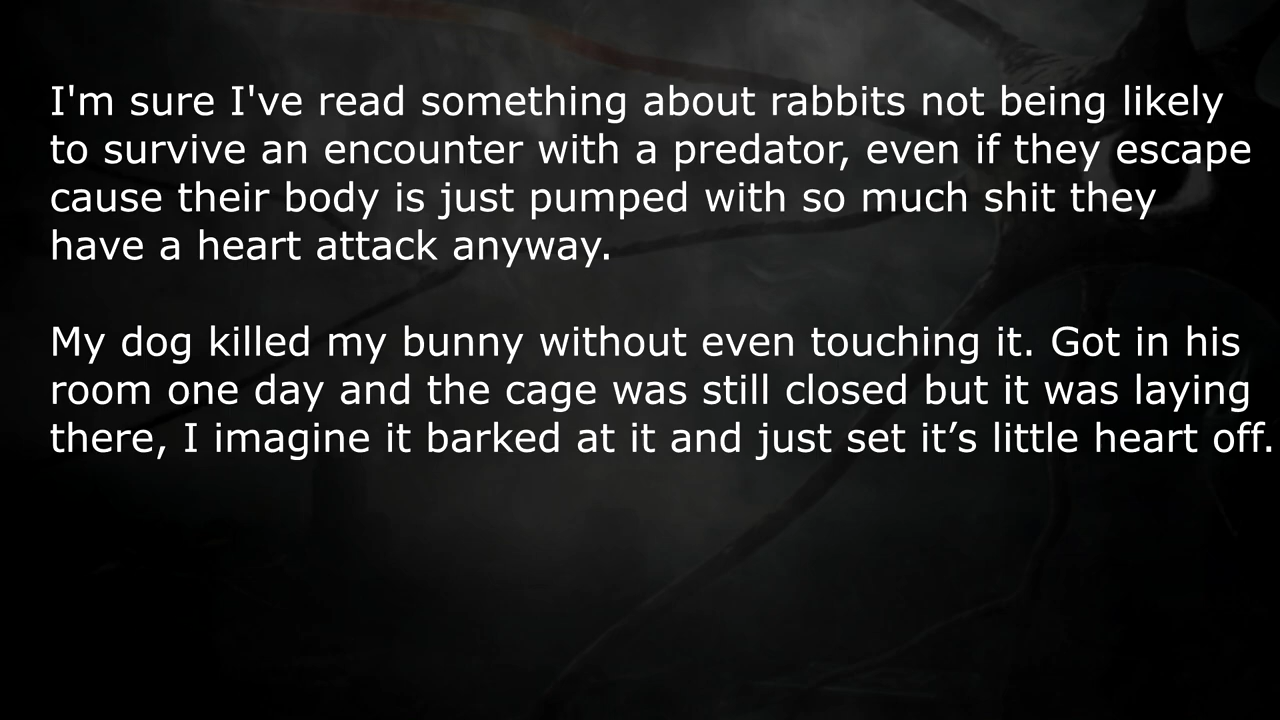 I'm sure I've read something about rabbits not being likely
to survive an encounter with a predator, even if they escape
cause their body is just pumped with so much shit they
have a heart attack anyway.
My dog killed my bunny without even touching it. Got in his
room one day and the cage was still closed but it was laying
there, I imagine it barked at it and just set it’s little heart off.